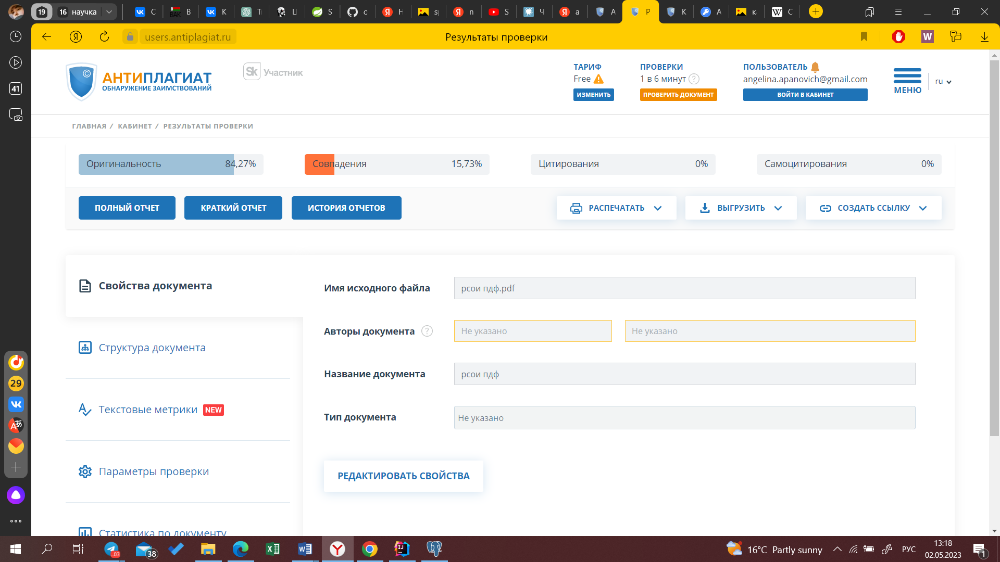 19 16 научка С В К Т Ц S c Н s n S Ч а А Р К А к С
users.antiplagiat.ru Результаты проверки
41
АНТИПЛАГИАТ
ОБНАРУЖЕНИЕ ЗАИМСТВОВАНИЙ
Sk Участник
ТАРИФ
Free
ИЗМЕНИТЬ
ПРОВЕРКИ
1 в 6 минут ?
ПРОВЕРИТЬ ДОКУМЕНТ
ПОЛЬЗОВАТЕЛЬ
angelina.apanovich@gmail.com
ВОЙТИ В КАБИНЕТ
МЕНЮ
ru
ГЛАВНАЯ / КАБИНЕТ / РЕЗУЛЬТАТЫ ПРОВЕРКИ
Оригинальность 84,27%
Совпадения 15,73%
Цитирования 0%
Самоцитирования 0%
ПОЛНЫЙ ОТЧЕТ
КРАТКИЙ ОТЧЕТ
ИСТОРИЯ ОТЧЕТОВ
РАСПЕЧАТАТЬ
ВЫГРУЗИТЬ
СОЗДАТЬ ССЫЛКУ
Свойства документа
Структура документа
Текстовые метрики NEW
Параметры проверки
Статистика по документу
Имя исходного файла рсои пдф.pdf
Авторы документа ? Не указано Не указано
Название документа рсои пдф
Тип документа Не указано
РЕДАКТИРОВАТЬ СВОЙСТВА
29
..03
38
16°C Partly sunny
РУС
13:18
02.05.2023
1